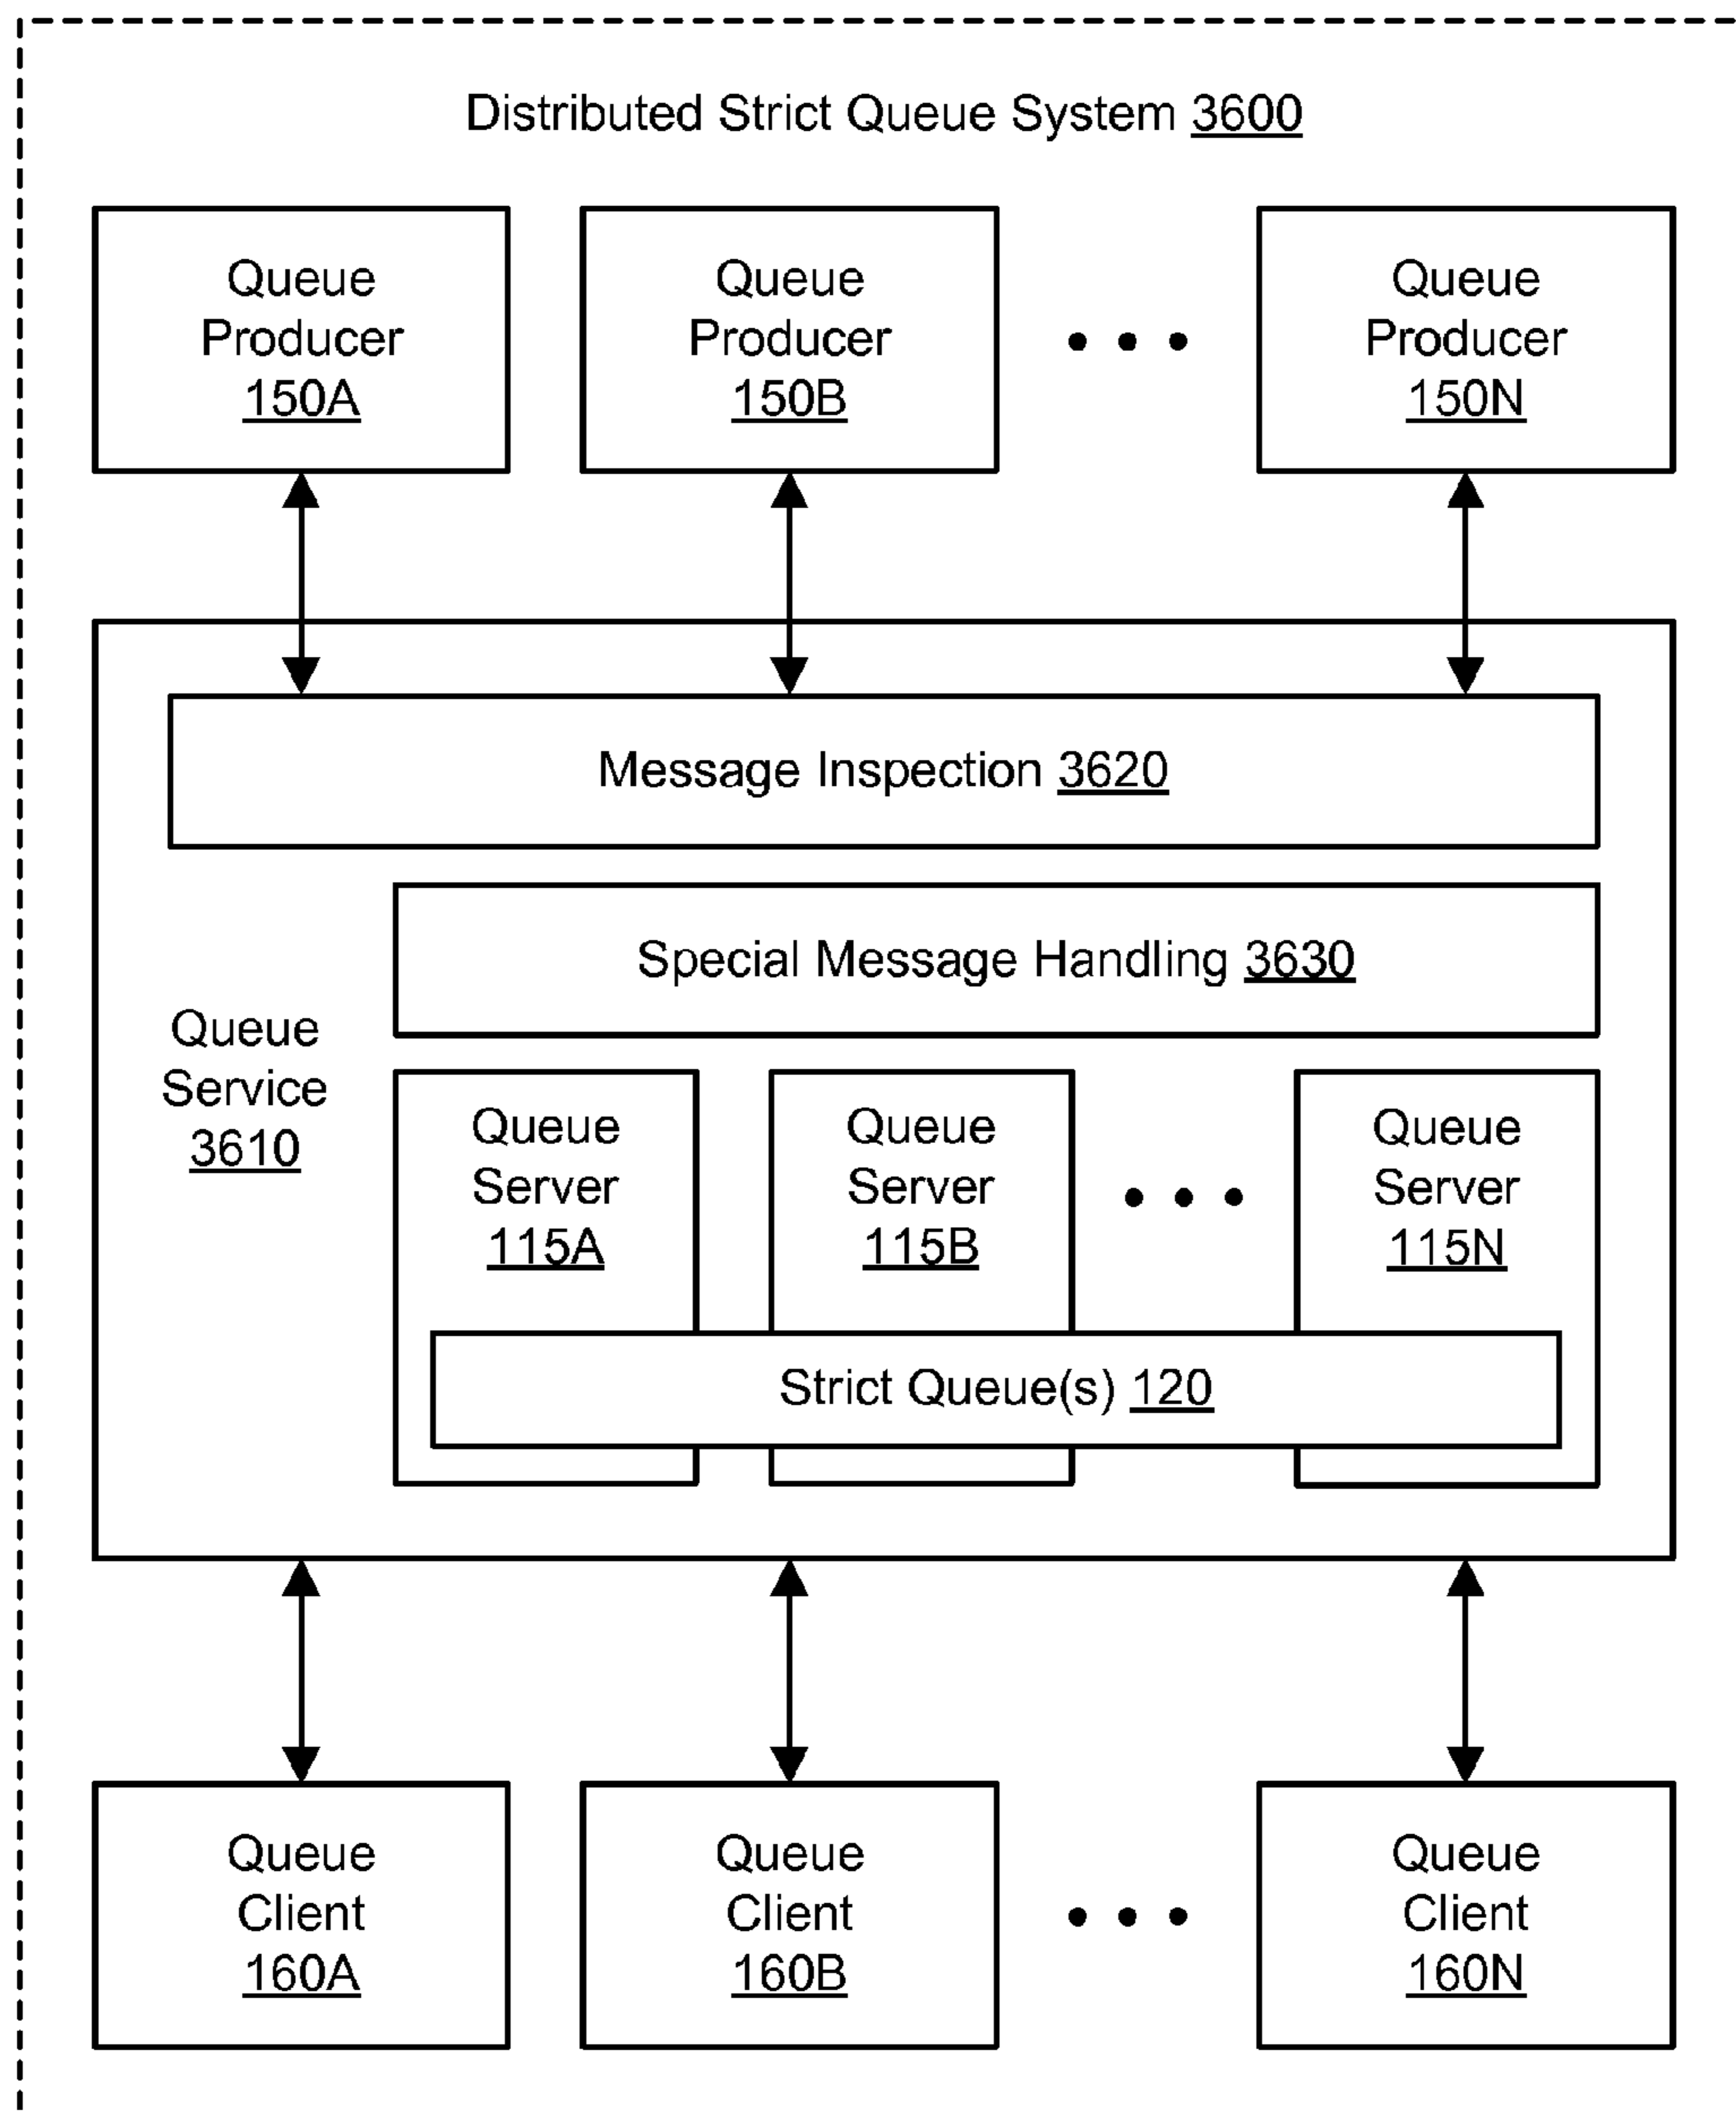 Distributed Strict Queue System 3600
Queue
Producer
150A
Queue
Producer
150B
Queue
Producer
150N
Message Inspection 3620
Special Message Handling 3630
Queue
Service
3610
Queue
Server
115A
Queue
Server
115B
Queue
Server
115N
Strict Queue(s) 120
Queue
Client
160A
Queue
Client
160B
Queue
Client
160N